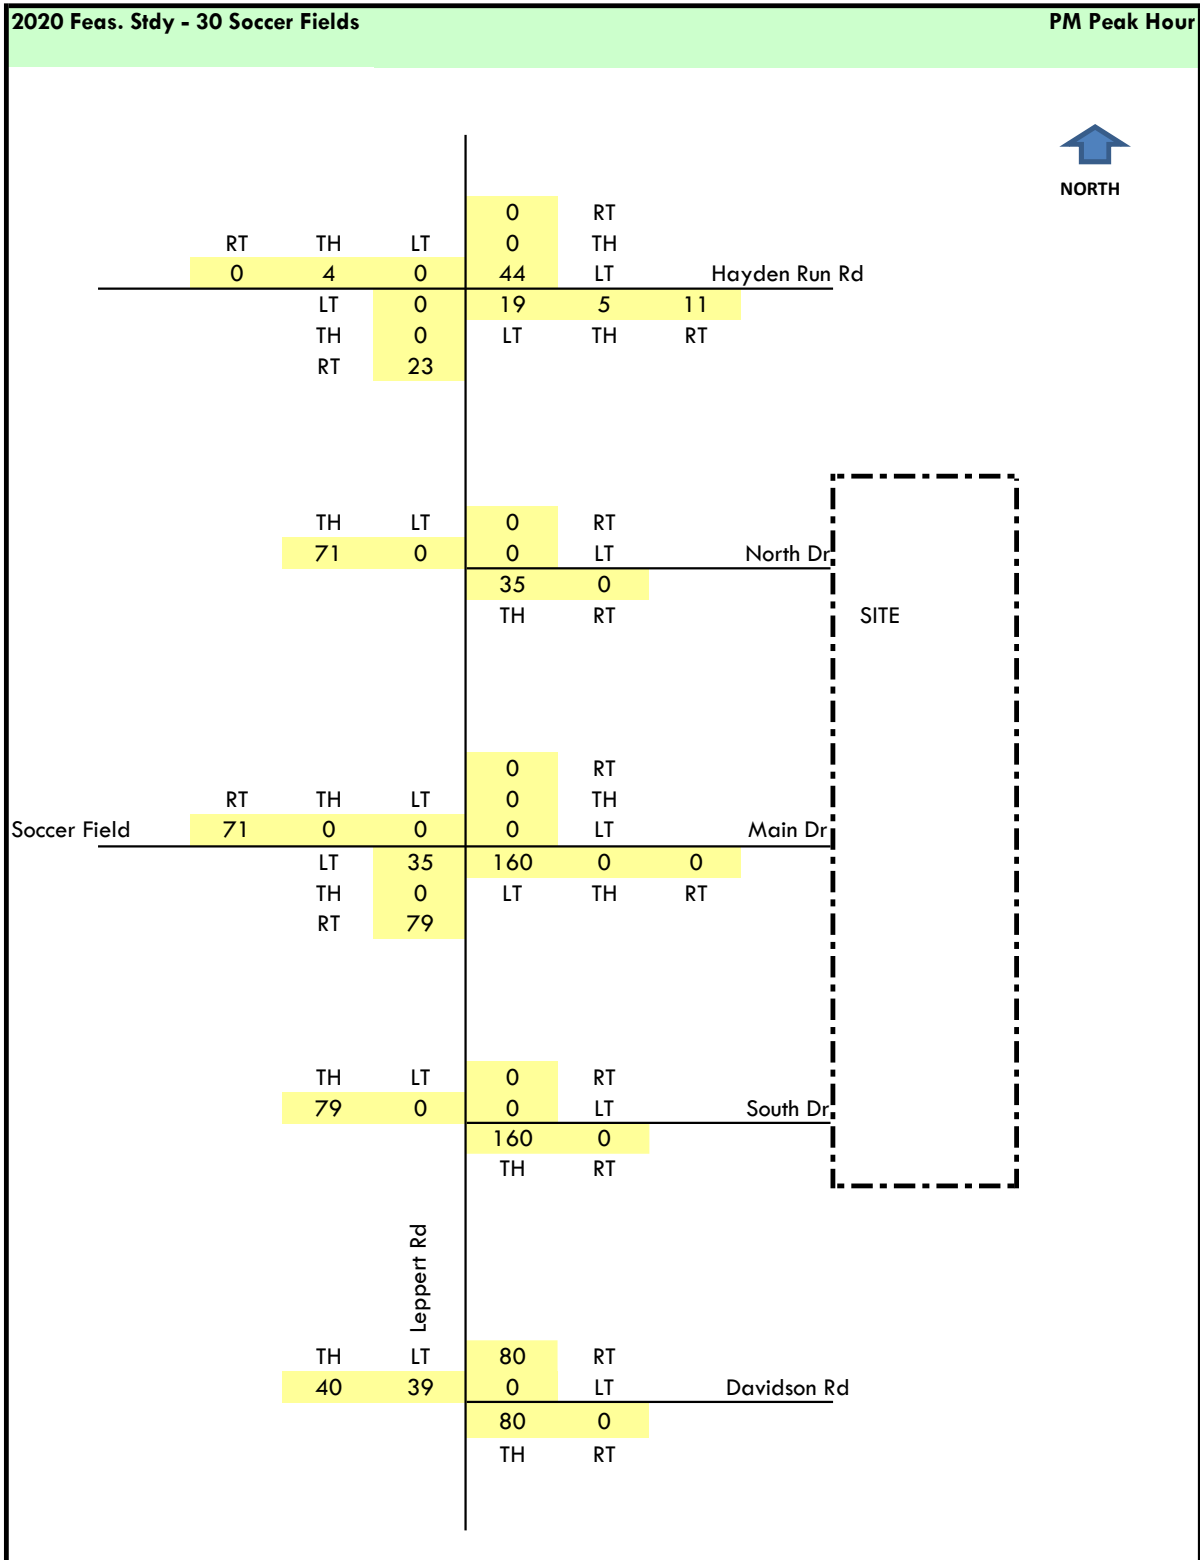 2020 Feas. Stdy - 30 Soccer Fields PM Peak Hour
NORTH
0 RT
RT TH LT 0 TH
0 4 0 44 LT Hayden Run Rd
LT 0 19 5 11
TH 0 LT TH RT
RT 23
TH LT 0 RT
71 0 0 LT North Dr
35 0
TH RT SITE
0 RT
RT TH LT 0 TH
Soccer Field 71 0 0 0 LT Main Dr
LT 35 160 0 0
TH 0 LT TH RT
RT 79
TH LT 0 RT
79 0 0 LT South Dr
160 0
TH RT
Leppert Rd
TH LT 80 RT
40 39 0 LT Davidson Rd
80 0
TH RT